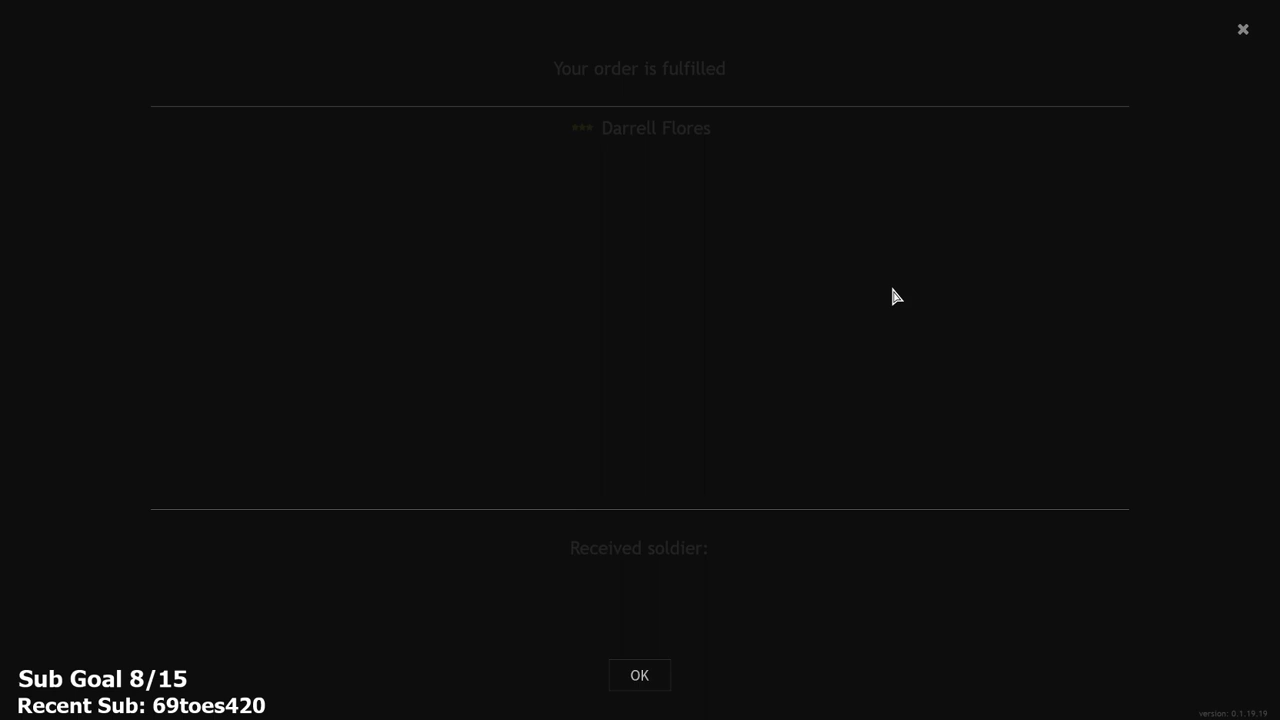 Your order is fulfilled
*** Darrell Flores
Received soldier:
OK
Sub Goal 8/15
Recent Sub: 69toes420
version: 0.1.19.19